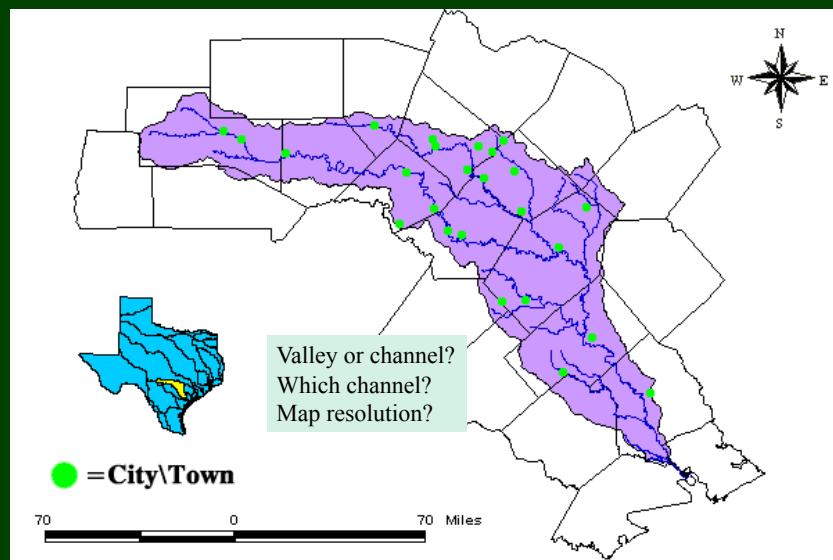 N
W E
S
Valley or channel?
Which channel?
Map resolution?
= City\Town
70 0 70 Miles